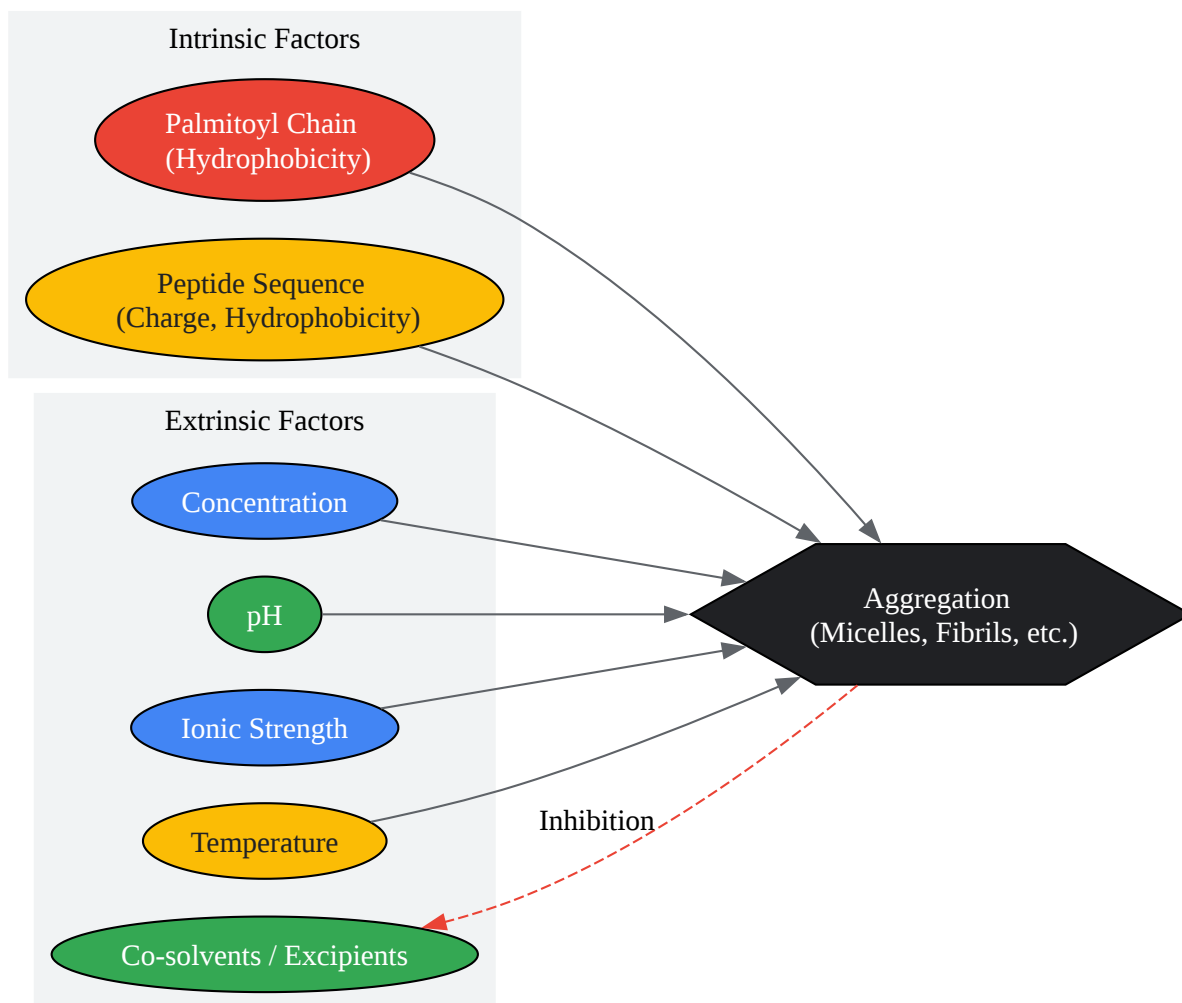 Intrinsic Factors
Palmitoyl Chain
(Hydrophobicity)
Peptide Sequence
(Charge, Hydrophobicity)
Extrinsic Factors
Concentration
pH
Ionic Strength
Temperature
Co-solvents / Excipients
Aggregation
(Micelles, Fibrils, etc.)
Inhibition